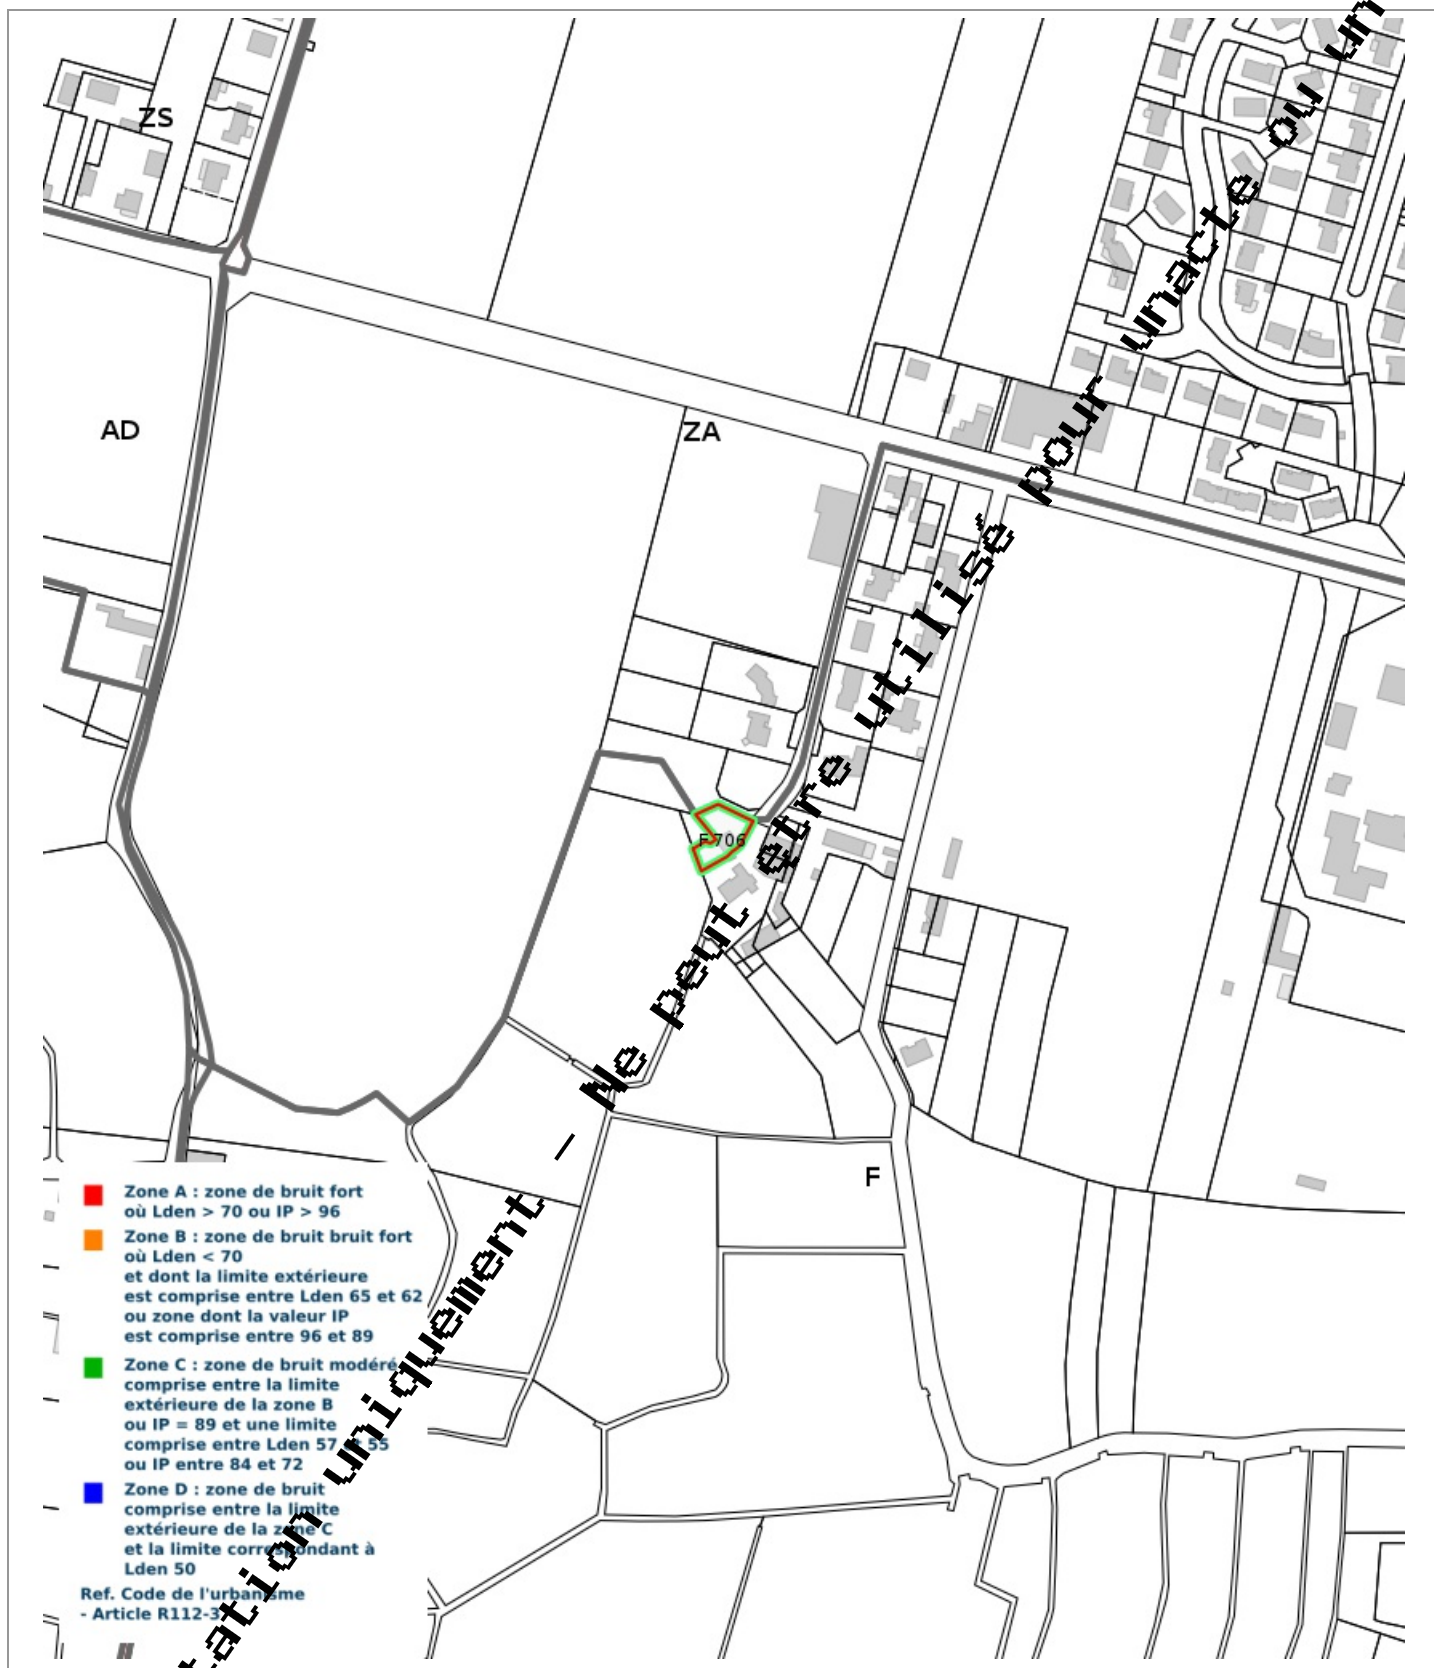 ZS
AD
ZA
F 706
F
Zone A : zone de bruit fort
où Lden > 70 ou IP > 96
Zone B : zone de bruit bruit fort
où Lden < 70
et dont la limite extérieure
est comprise entre Lden 65 et 62
ou zone dont la valeur IP
est comprise entre 96 et 89
Zone C : zone de bruit modéré
comprise entre la limite
extérieure de la zone B
ou IP = 89 et une limite
comprise entre Lden 57 et 55
ou IP entre 84 et 72
Zone D : zone de bruit
comprise entre la limite
extérieure de la zone C
et la limite correspondant à
Lden 50
Ref. Code de l'urbanisme
- Article R112-3
tation uniquement - Ne peut etre utilisé pour un acte ou un